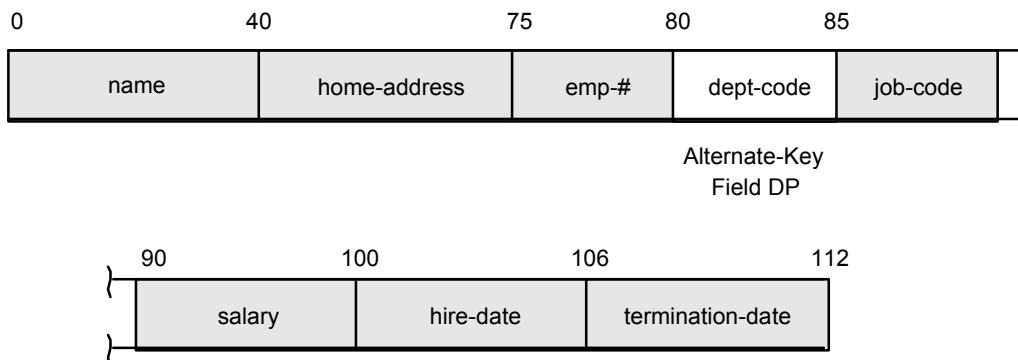 0 40 75 80 85
name home-address emp-# dept-code job-code
Alternate-Key
Field DP
90 100 106 112
salary hire-date termination-date